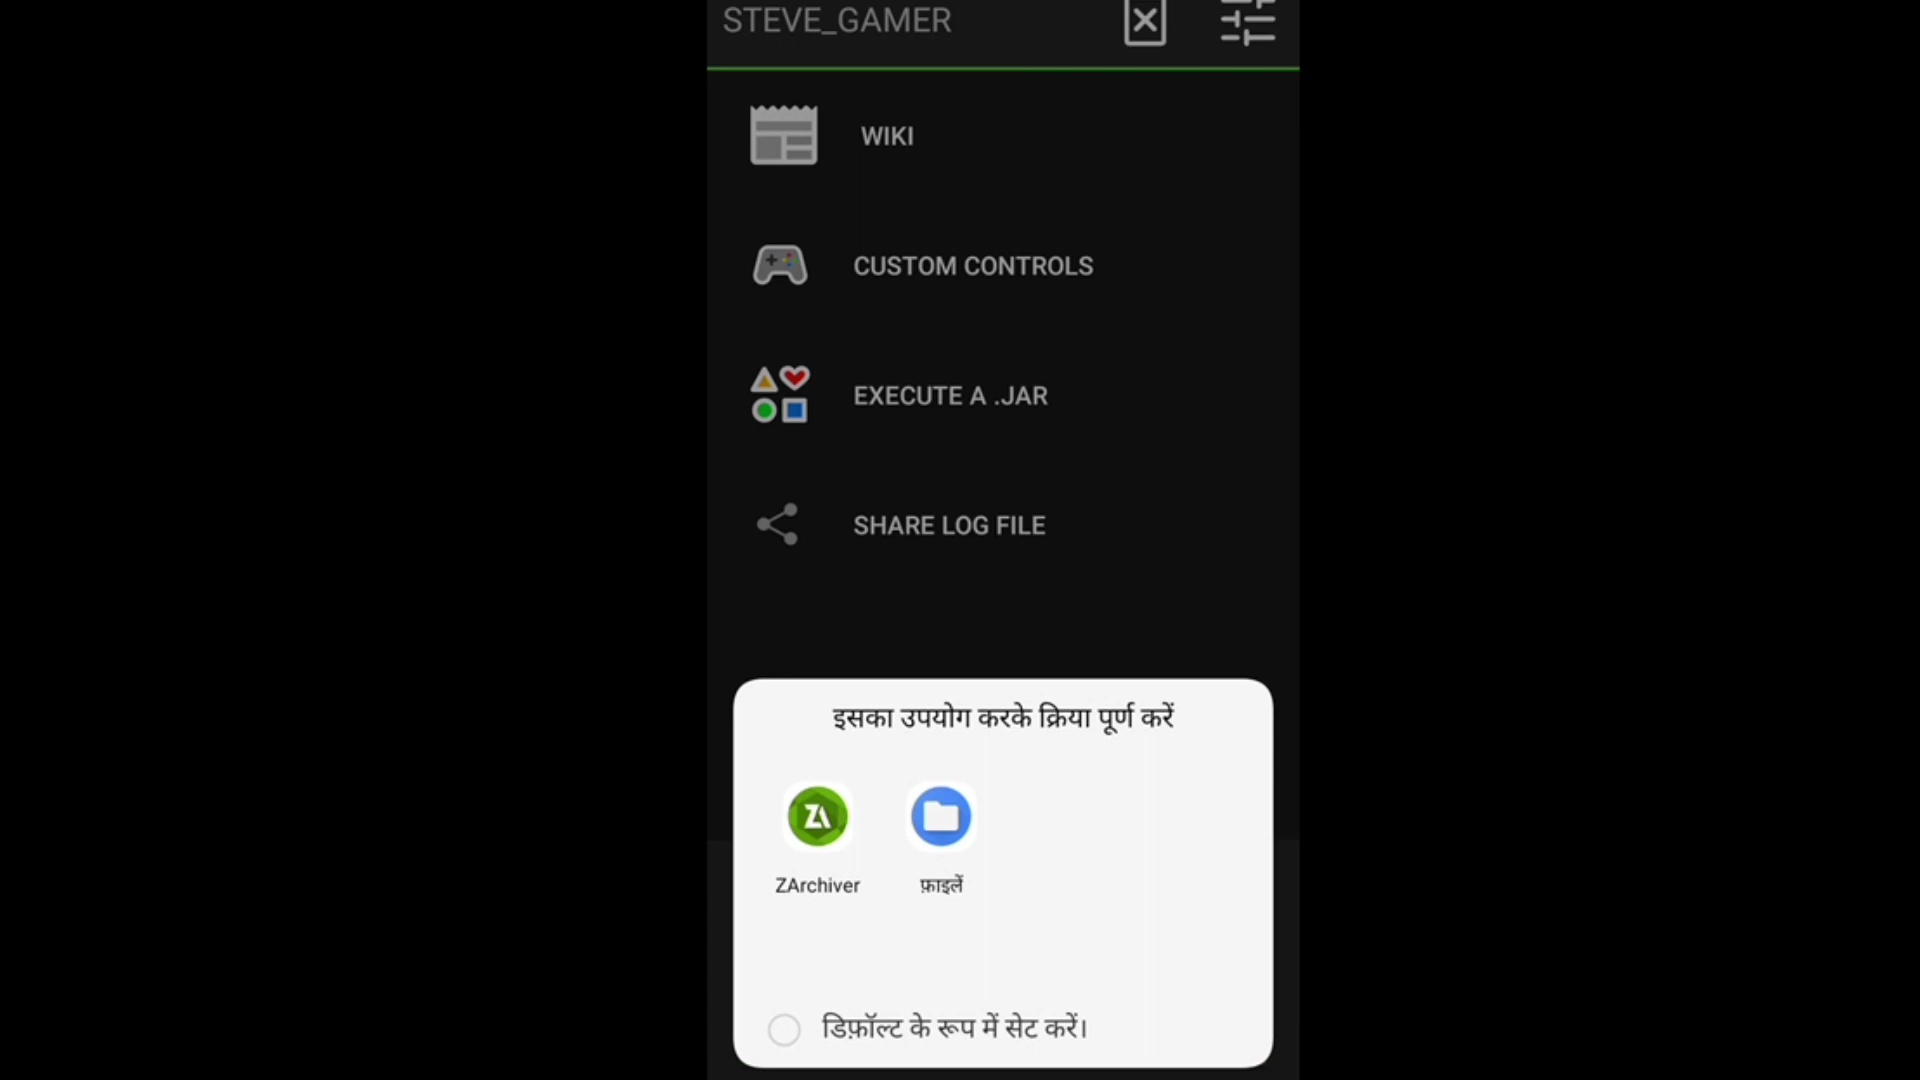 STEVE_GAMER
WIKI
CUSTOM CONTROLS
EXECUTE A .JAR
SHARE LOG FILE
इसका उपयोग करके क्रिया पूर्ण करें
ZArchiver
फ़ाइलें
डिफ़ॉल्ट के रूप में सेट करें।